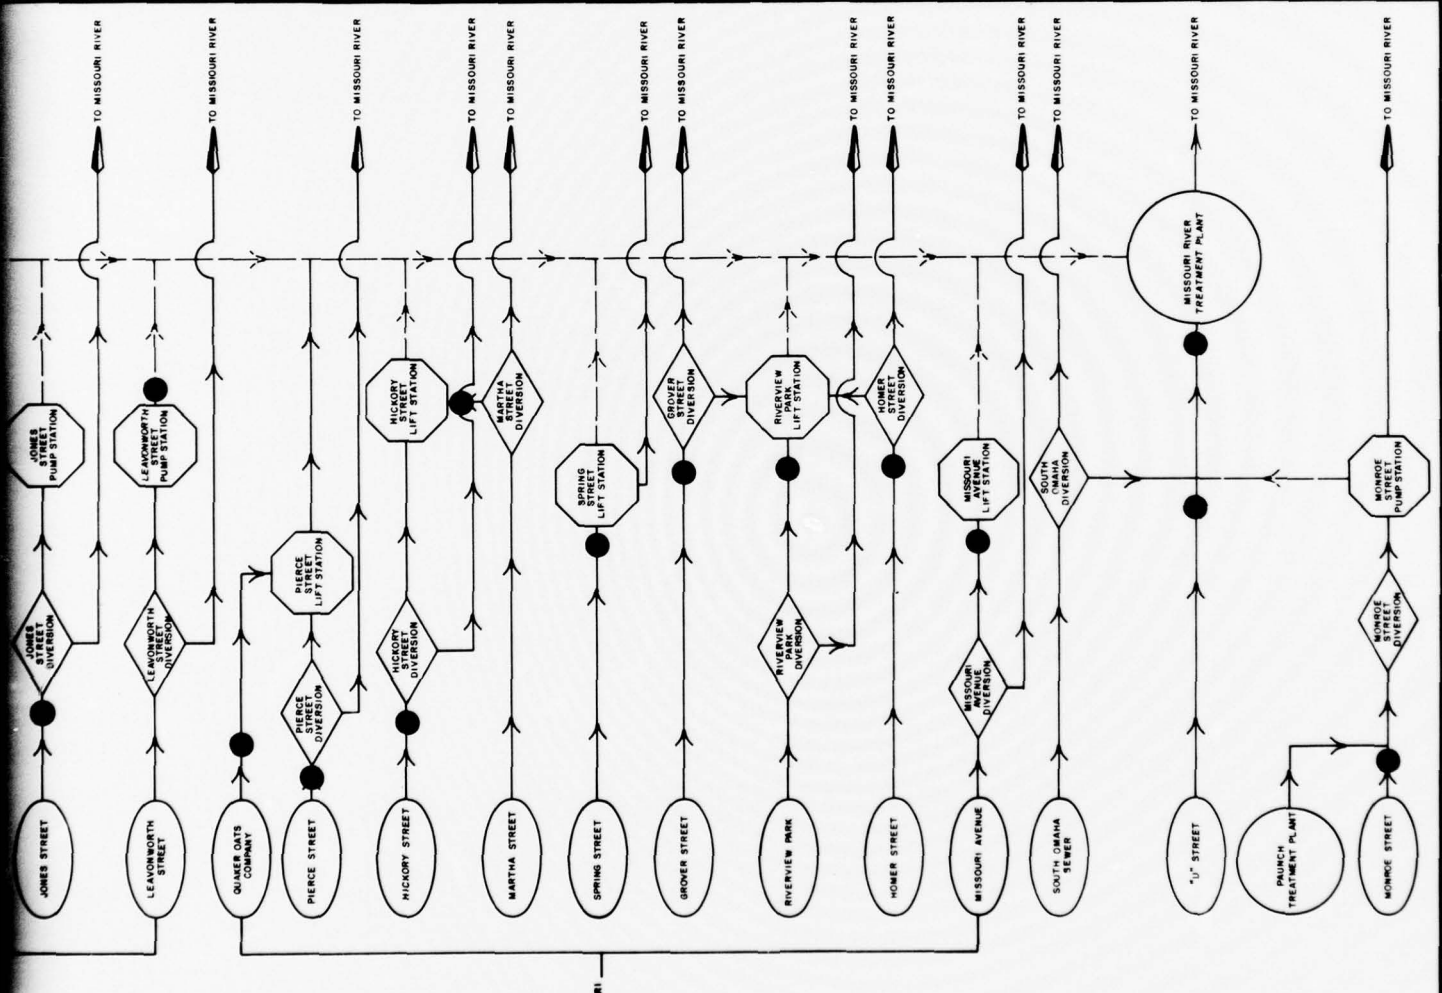 TO MISSOURI RIVER
TO MISSIOURI RIVER
TO MISSOURI RIVER
TO MISSOURI RIVER
TO MISSOURI RIVER
TO MISSOURI RIVER
TO MISSOURI RIVER
TO MISSOURI RIVER
TO MISSOURI RIVER
TO MISSOURI RIVER
TO MISSOURI RIVER
TO MISSOURI RIVER
TO MISSOURI RIVER
MISSOURI RIVER
TREATMENT PLANT
JONES
STREET
PUMP STATION
LEAVONWORTH
STREET
PUMP STATION
PIERCE
STREET
LIFT STATION
HICKORY
STREET
LIFT STATION
MARTHA
STREET
DIVERSION
SPRING
STREET
LIFT STATION
GROVER
STREET
DIVERSION
RIVERVIEW
PARK
LIFT STATION
HOMER
STREET
DIVERSION
MISSOURI
AVENUE
LIFT STATION
SOUTH
OMAHA
DIVERSION
MONROE
STREET
PUMP STATION
JONES
STREET
DIVERSION
LEAVONWORTH
STREET
DIVERSION
PIERCE
STREET
DIVERSION
HICKORY
STREET
DIVERSION
RIVERVIEW
PARK
DIVERSION
MISSOURI
AVENUE
DIVERSION
MONROE
STREET
DIVERSION
JONES STREET
LEAVONWORTH
STREET
QUAKER OATS
COMPANY
PIERCE STREET
HICKORY STREET
MARTHA STREET
SPRING STREET
GROVER STREET
RIVERVIEW PARK
HOMER STREET
MISSOURI AVENUE
SOUTH OMAHA
SEWER
"U" STREET
PAUNCH
TREATMENT PLANT
MONROE STREET
RI